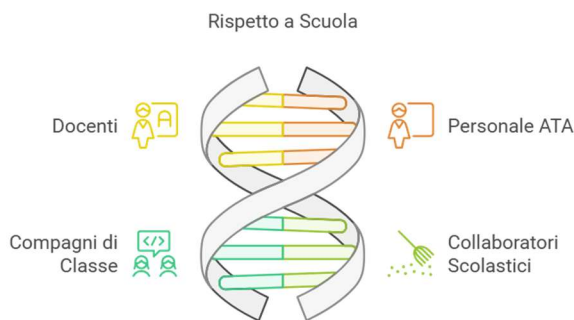 Rispetto a Scuola
Docenti
Personale ATA
Compagni di
Classe
Collaboratori
Scolastici